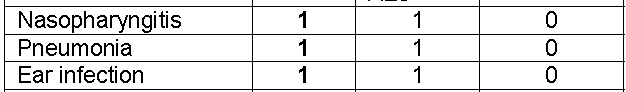 Nasopharyngitis 1 1 0
Pneumonia 1 1 0
Ear infection 1 1 0